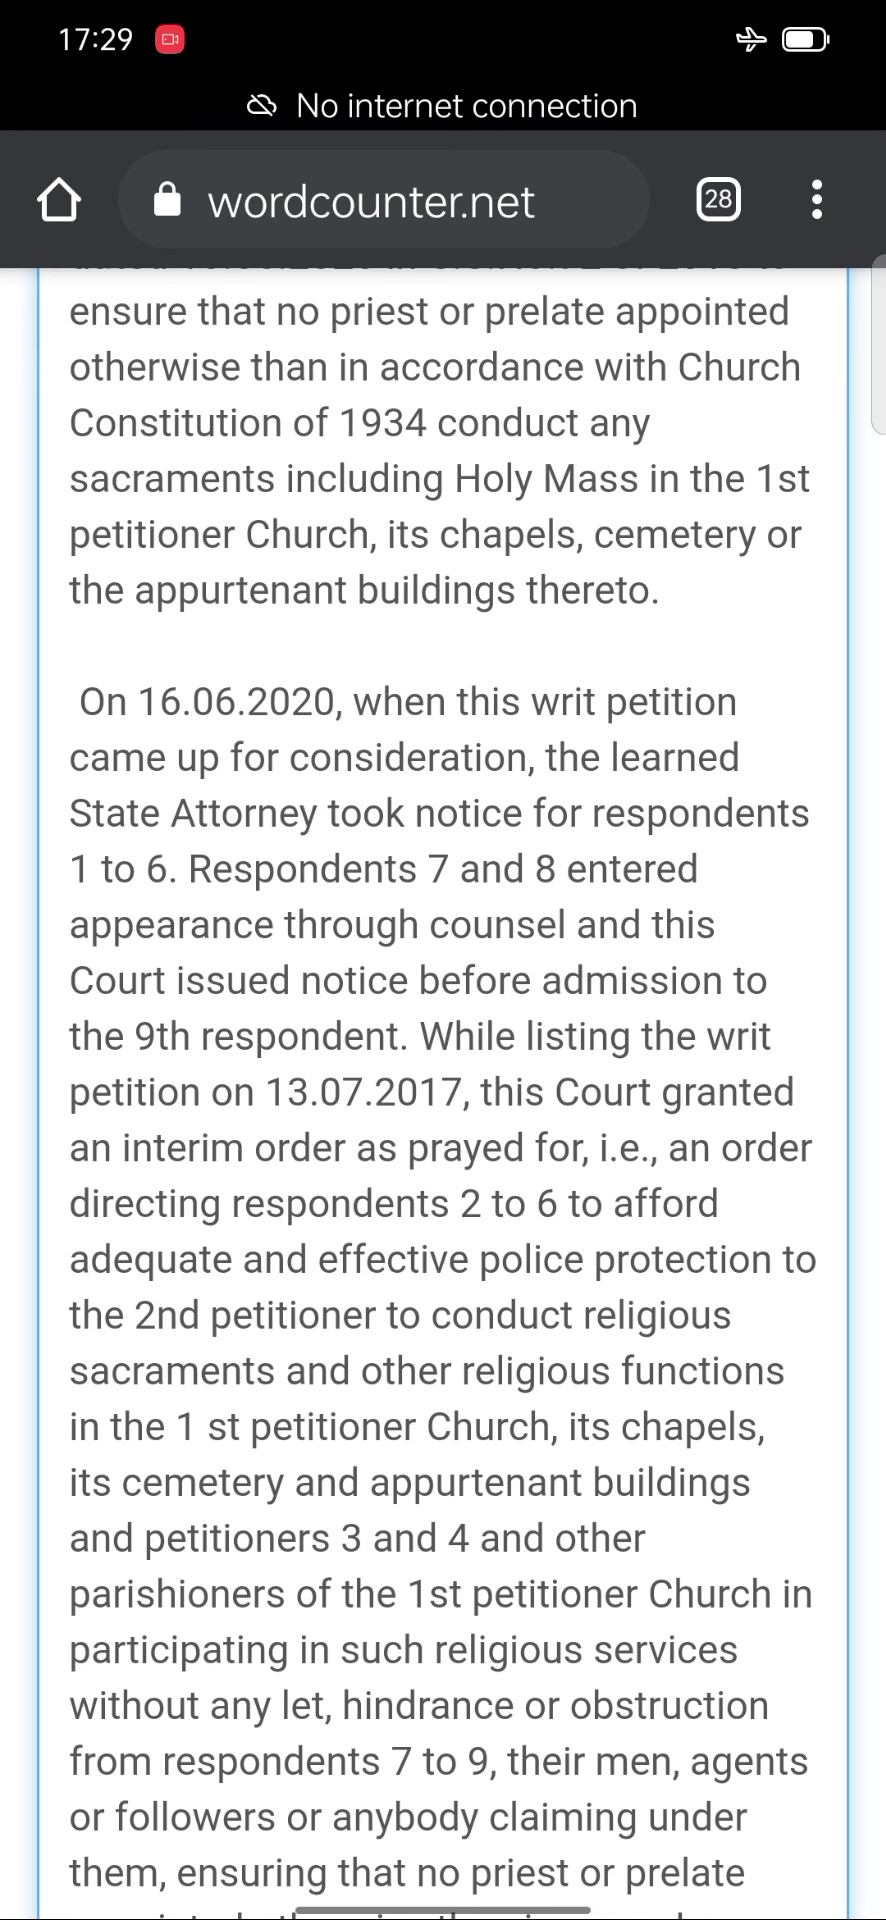 17:29
No internet connection
wordcounter.net
28
ensure that no priest or prelate appointed
otherwise than in accordance with Church
Constitution of 1934 conduct any
sacraments including Holy Mass in the 1st
petitioner Church, its chapels, cemetery or
the appurtenant buildings thereto.
On 16.06.2020, when this writ petition
came up for consideration, the learned
State Attorney took notice for respondents
1 to 6. Respondents 7 and 8 entered
appearance through counsel and this
Court issued notice before admission to
the 9th respondent. While listing the writ
petition on 13.07.2017, this Court granted
an interim order as prayed for, i.e., an order
directing respondents 2 to 6 to afford
adequate and effective police protection to
the 2nd petitioner to conduct religious
sacraments and other religious functions
in the 1 st petitioner Church, its chapels,
its cemetery and appurtenant buildings
and petitioners 3 and 4 and other
parishioners of the 1st petitioner Church in
participating in such religious services
without any let, hindrance or obstruction
from respondents 7 to 9, their men, agents
or followers or anybody claiming under
them, ensuring that no priest or prelate